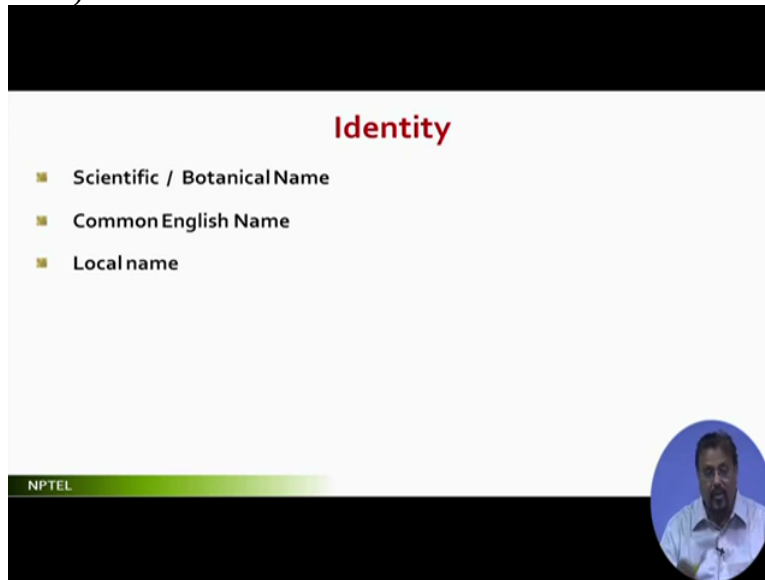 Identity
Scientific / Botanical Name
Common English Name
Local name
NPTEL